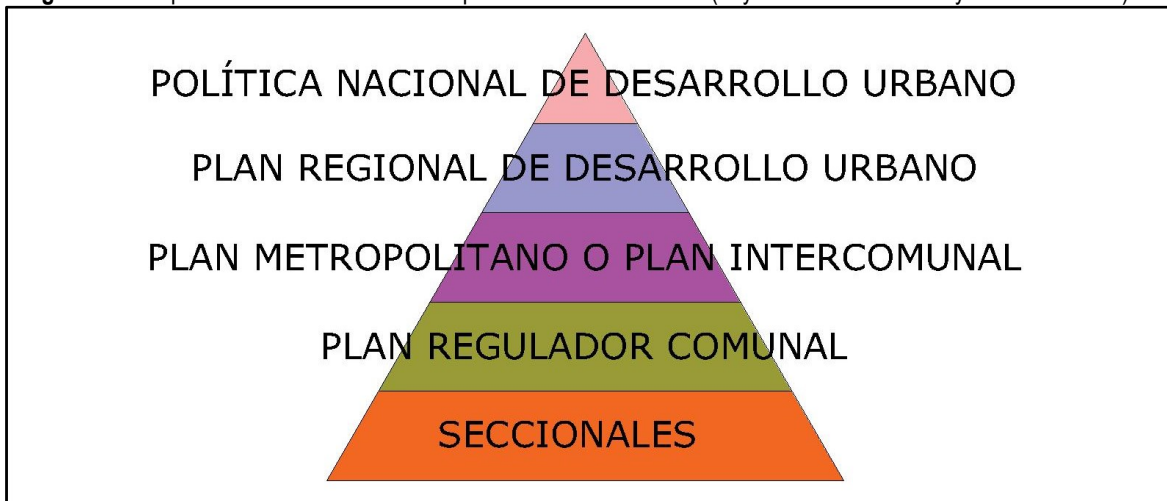 POLÍTICA NACIONAL DE DESARROLLO URBANO
PLAN REGIONAL DE DESARROLLO URBANO
PLAN METROPOLITANO O PLAN INTERCOMUNAL
PLAN REGULADOR COMUNAL
SECCIONALES